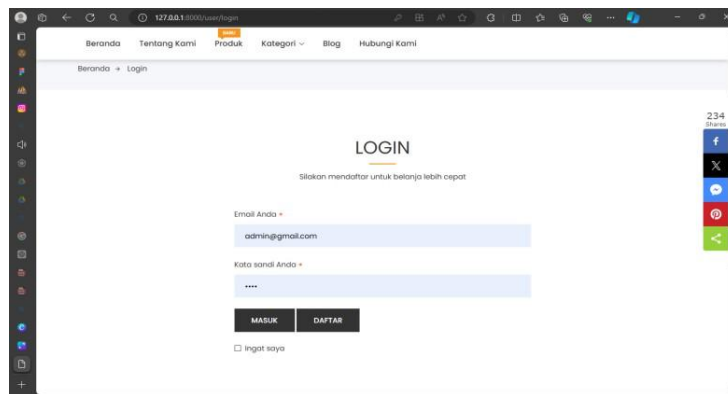 127.0.0.1:8000/user/login
Beranda Tentang Kami Produk Kategori Blog Hubungi Kami
Beranda → Login
234
Shares
LOGIN
Silakan mendaftar untuk belanja lebih cepat
Email Anda *
admin@gmail.com
Kata sandi Anda *
••••
MASUK DAFTAR
Ingat saya